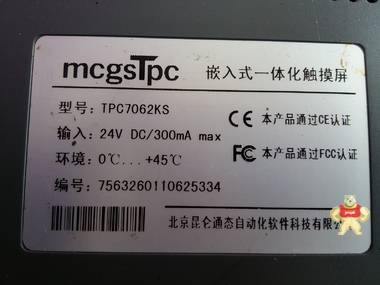 mcgsTpc 嵌入式一体化触摸屏
型号: TPC7062KS
CE 本产品通过CE认证
输入: 24V DC/300mA max
环境: 0℃... +45℃
FC 本产品通过FCC认证
编号: 7563260110625334
北京昆仑通态自动化软件科技有限公司